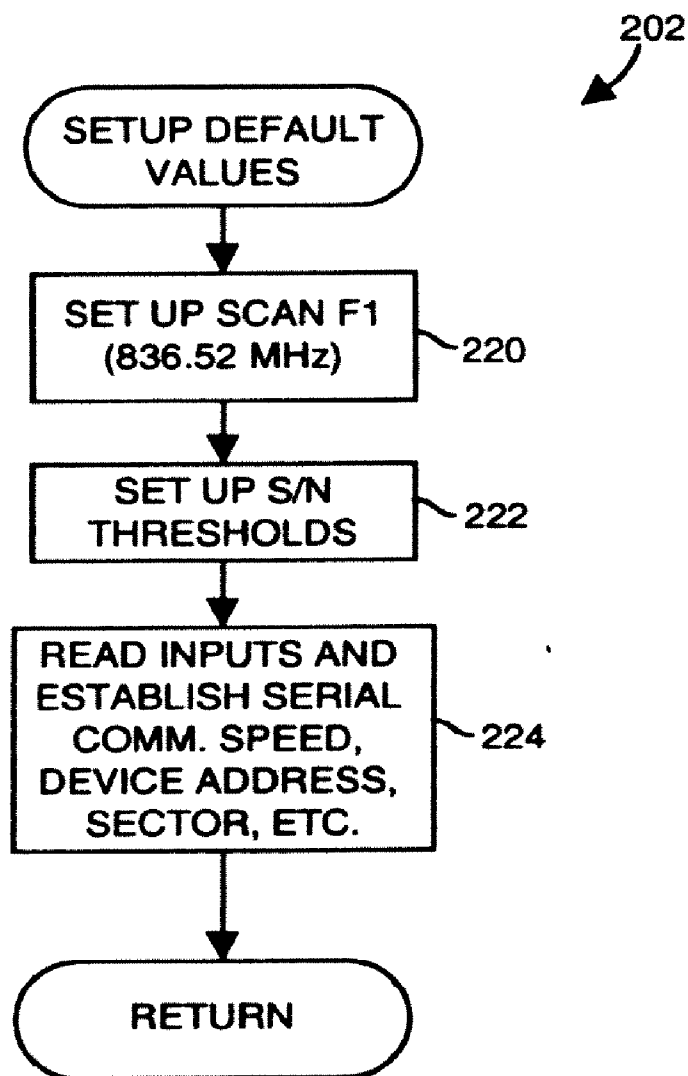 202
SETUP DEFAULT
VALUES
SET UP SCAN F1
(836.52 MHz)
220
SET UP S/N
THRESHOLDS
222
READ INPUTS AND
ESTABLISH SERIAL
COMM. SPEED,
DEVICE ADDRESS,
SECTOR, ETC.
224
RETURN